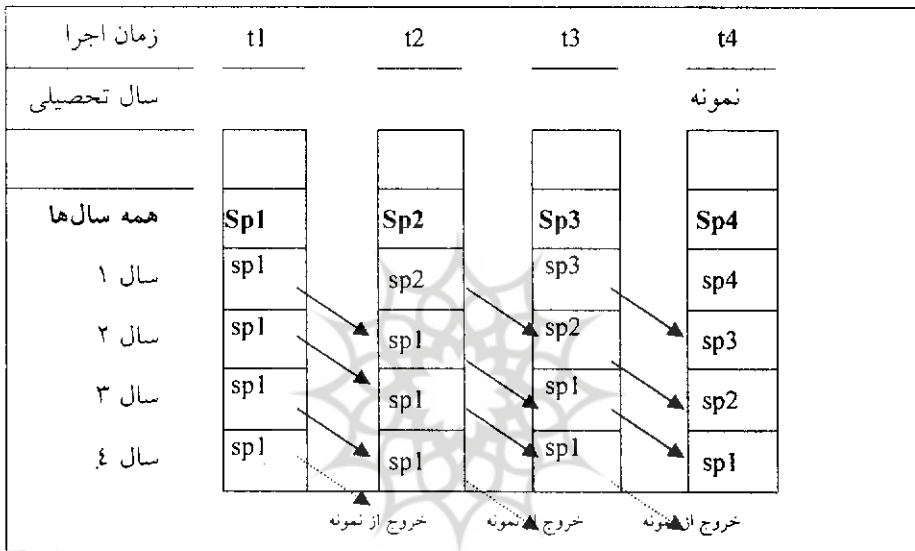 زمان اجرا t1 t2 t3 t4
سال تحصیلی نمونه
همه سال‌ها Sp1 Sp2 Sp3 Sp4
سال ۱ sp1 sp2 sp3 sp4
سال ۲ sp1 sp1 sp2 sp3
سال ۳ sp1 sp1 sp1 sp2
سال ٤ sp1 sp1 sp1 sp1
خروج از نمونه خروج از نمونه خروج از نمونه